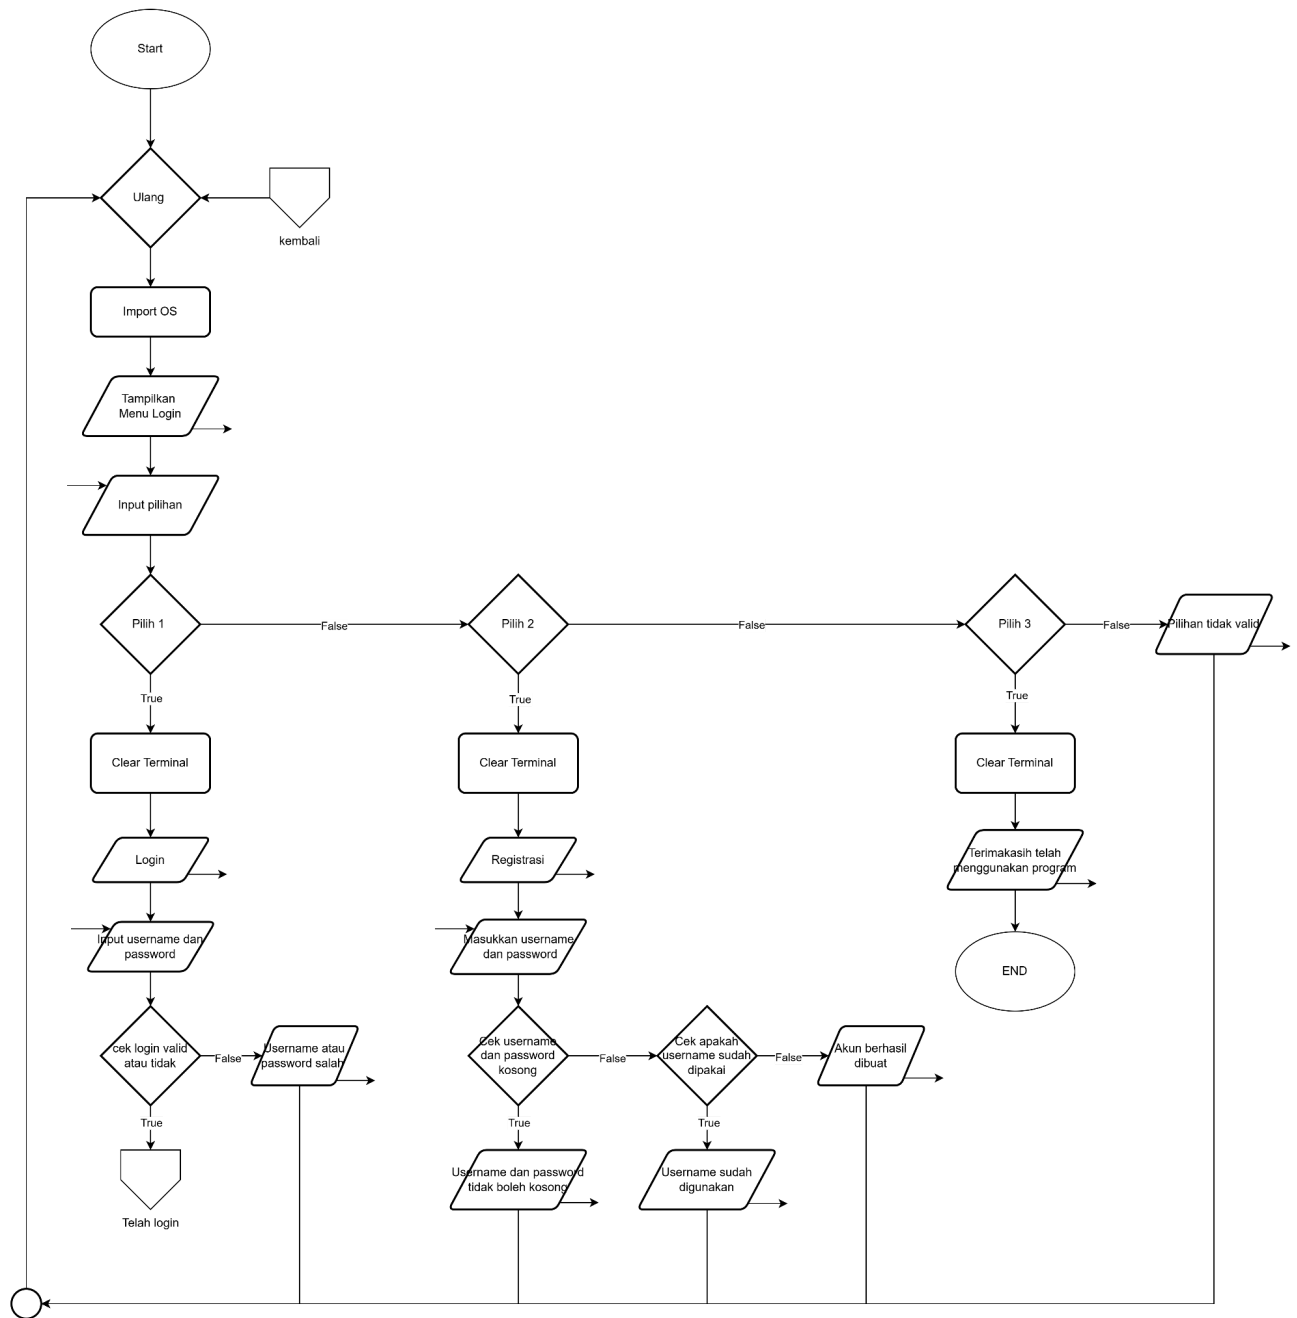 Start
Ulang
kembali
Import OS
Tampilkan
Menu Login
Input pilihan
Pilih 1
False
Pilih 2
False
Pilih 3
False
Pilihan tidak valid
True
True
True
Clear Terminal
Clear Terminal
Clear Terminal
Login
Registrasi
Terimakasih telah
menggunakan program
Input username dan
password
Masukkan username
dan password
END
cek login valid
atau tidak
False
Username atau
password salah
Cek username
dan password
kosong
False
Cek apakah
username sudah
dipakai
False
Akun berhasil
dibuat
True
True
True
Telah login
Username dan password
tidak boleh kosong
Username sudah
digunakan